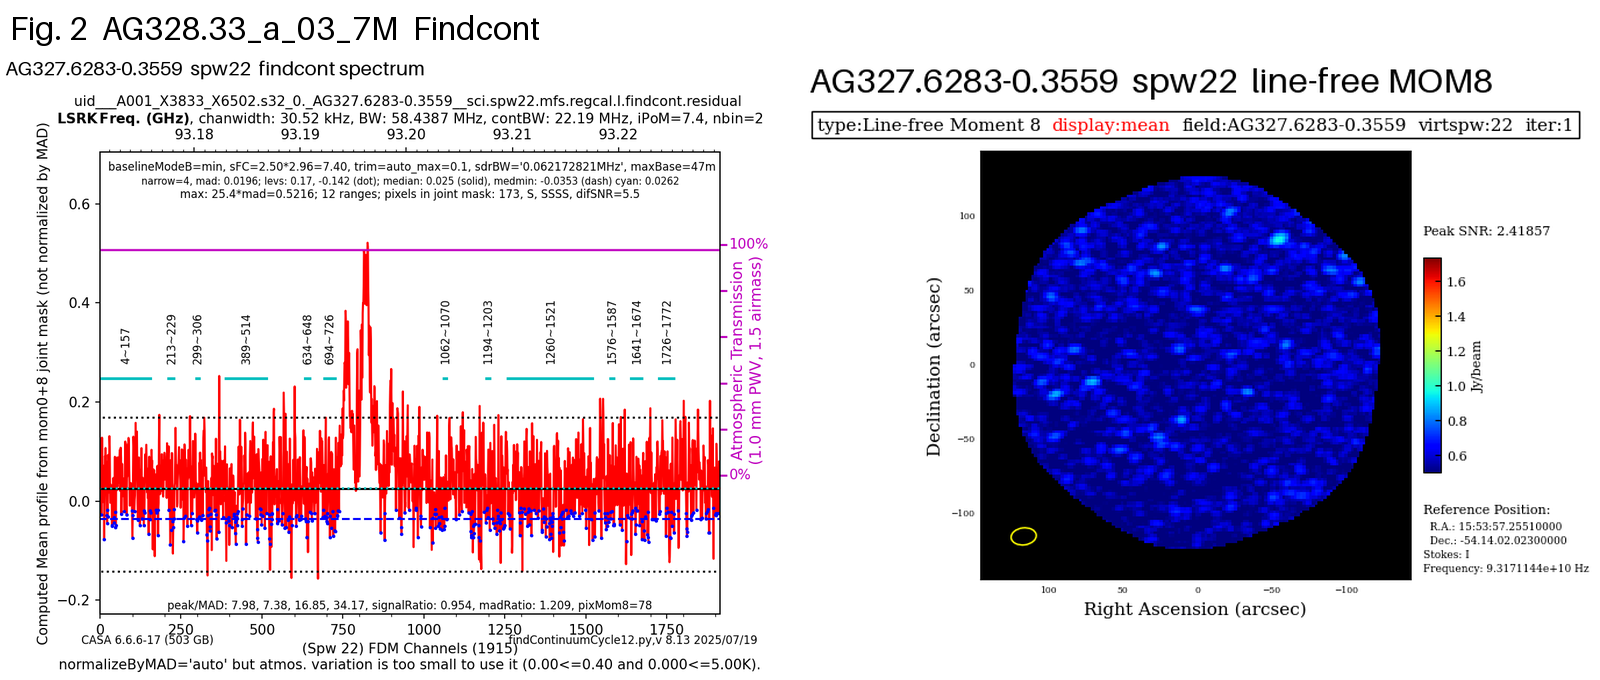 Fig. 2 AG328.33_a_03_7M Findcont
AG327.6283-0.3559 spw22 findcont spectrum
uid___A001_X3833_X6502.s32_0._AG327.6283-0.3559__sci.spw22.mfs.regcal.I.findcont.residual
LSRK Freq. (GHz), chanwidth: 30.52 kHz, BW: 58.4387 MHz, contBW: 22.19 MHz, iPoM=7.4, nbin=2
93.18 93.19 93.20 93.21 93.22
baselineModeB=min, sFC=2.50*2.96=7.40, trim=auto_max=0.1, sdrBW='0.062172821MHz', maxBase=47m
narrow=4, mad: 0.0196; levs: 0.17, -0.142 (dot); median: 0.025 (solid), medmin: -0.0353 (dash) cyan: 0.0262
max: 25.4*mad=0.5216; 12 ranges; pixels in joint mask: 173, S, SSSS, difSNR=5.5
Computed Mean profile from mom0+8 joint mask (not normalized by MAD)
0.6
0.4
0.2
0.0
−0.2
4~157
213~229
299~306
389~514
634~648
694~726
1062~1070
1194~1203
1260~1521
1576~1587
1641~1674
1726~1772
100%
0%
Atmospheric Transmission
(1.0 mm PWV, 1.5 airmass)
peak/MAD: 7.98, 7.38, 16.85, 34.17, signalRatio: 0.954, madRatio: 1.209, pixMom8=78
0 250 500 750 1000 1250 1500 1750
CASA 6.6.6-17 (503 GB)
findContinuumCycle12.py,v 8.13 2025/07/19
(Spw 22) FDM Channels (1915)
normalizeByMAD='auto' but atmos. variation is too small to use it (0.00<=0.40 and 0.000<=5.00K).
AG327.6283-0.3559 spw22 line-free MOM8
type:Line-free Moment 8 display:mean field:AG327.6283-0.3559 virtspw:22 iter:1
Declination (arcsec)
100
50
0
−50
−100
100 50 0 −50 −100
Right Ascension (arcsec)
Peak SNR: 2.41857
1.6
1.4
1.2
1.0
0.8
0.6
Jy/beam
Reference Position:
R.A.: 15:53:57.25510000
Dec.: -54.14.02.02300000
Stokes: I
Frequency: 9.3171144e+10 Hz